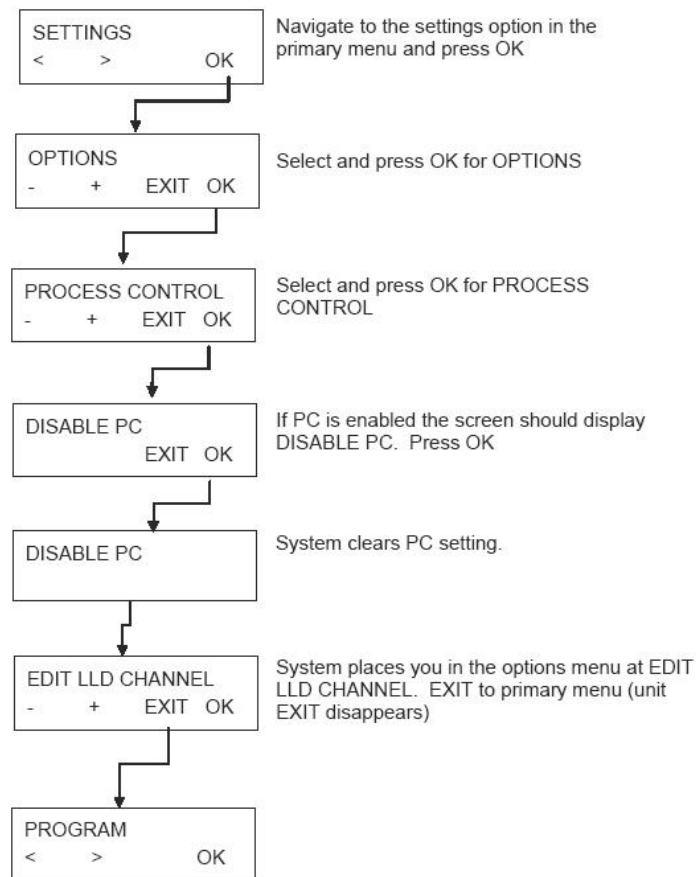 SETTINGS
< > OK
Navigate to the settings option in the
primary menu and press OK
OPTIONS
- + EXIT OK
Select and press OK for OPTIONS
PROCESS CONTROL
- + EXIT OK
Select and press OK for PROCESS
CONTROL
DISABLE PC
EXIT OK
If PC is enabled the screen should display
DISABLE PC. Press OK
DISABLE PC
System clears PC setting.
EDIT LLD CHANNEL
- + EXIT OK
System places you in the options menu at EDIT
LLD CHANNEL. EXIT to primary menu (unit
EXIT disappears)
PROGRAM
< > OK